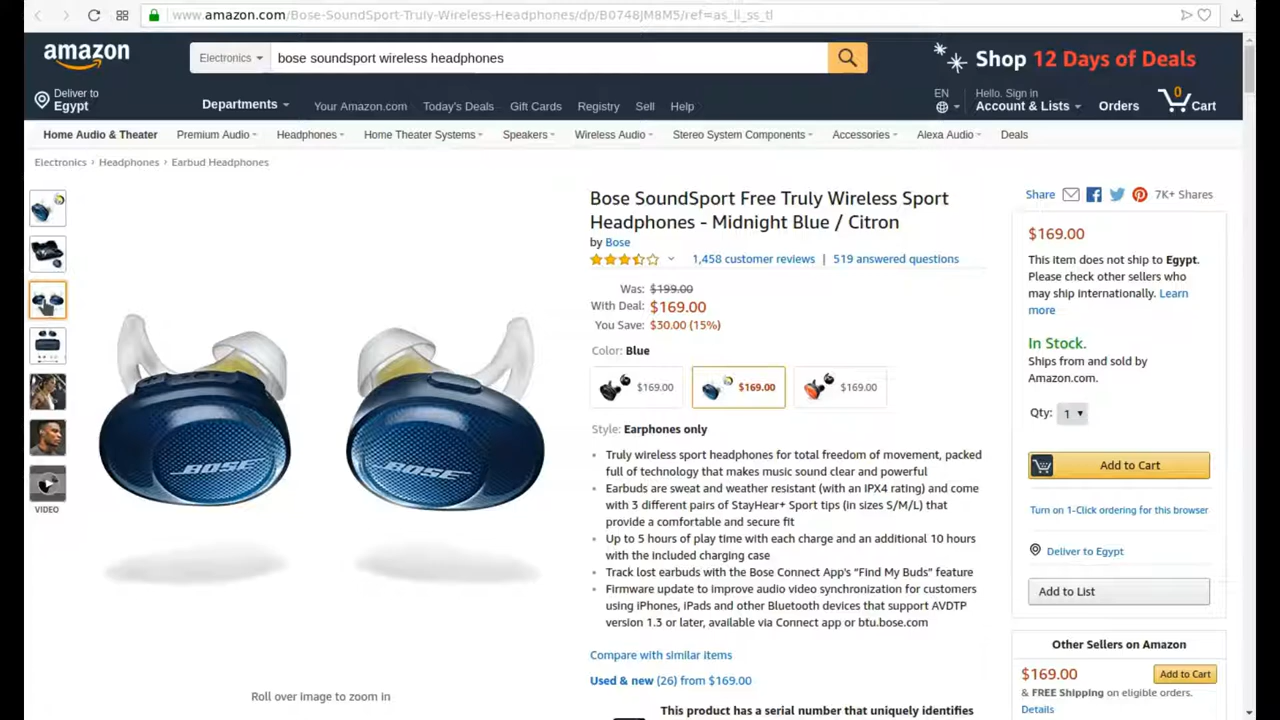 www.amazon.com/Bose-SoundSport-Truly-Wireless-Headphones/dp/B0748JM8M5/ref=as_li_ss_tl
amazon
Electronics
bose soundsport wireless headphones
Shop 12 Days of Deals
Deliver to
Egypt
Departments
Your Amazon.com
Today's Deals
Gift Cards
Registry
Sell
Help
EN
Hello. Sign in
Account & Lists
Orders
0
Cart
Home Audio & Theater
Premium Audio
Headphones
Home Theater Systems
Speakers
Wireless Audio
Stereo System Components
Accessories
Alexa Audio
Deals
Electronics › Headphones › Earbud Headphones
VIDEO
BOSE
BOSE
Roll over image to zoom in
Bose SoundSport Free Truly Wireless Sport
Headphones - Midnight Blue / Citron
by Bose
1,458 customer reviews | 519 answered questions
Was: $199.00
With Deal: $169.00
You Save: $30.00 (15%)
Color: Blue
$169.00
$169.00
$169.00
Style: Earphones only
• Truly wireless sport headphones for total freedom of movement, packed
full of technology that makes music sound clear and powerful
• Earbuds are sweat and weather resistant (with an IPX4 rating) and come
with 3 different pairs of StayHear+ Sport tips (in sizes S/M/L) that
provide a comfortable and secure fit
• Up to 5 hours of play time with each charge and an additional 10 hours
with the included charging case
• Track lost earbuds with the Bose Connect App's “Find My Buds” feature
• Firmware update to improve audio video synchronization for customers
using iPhones, iPads and other Bluetooth devices that support AVDTP
version 1.3 or later, available via Connect app or btu.bose.com
Compare with similar items
Used & new (26) from $169.00
This product has a serial number that uniquely identifies
Share
7K+ Shares
$169.00
This item does not ship to Egypt.
Please check other sellers who
may ship internationally. Learn
more
In Stock.
Ships from and sold by
Amazon.com.
Qty: 1
Add to Cart
Turn on 1-Click ordering for this browser
Deliver to Egypt
Add to List
Other Sellers on Amazon
$169.00
Add to Cart
& FREE Shipping on eligible orders.
Details